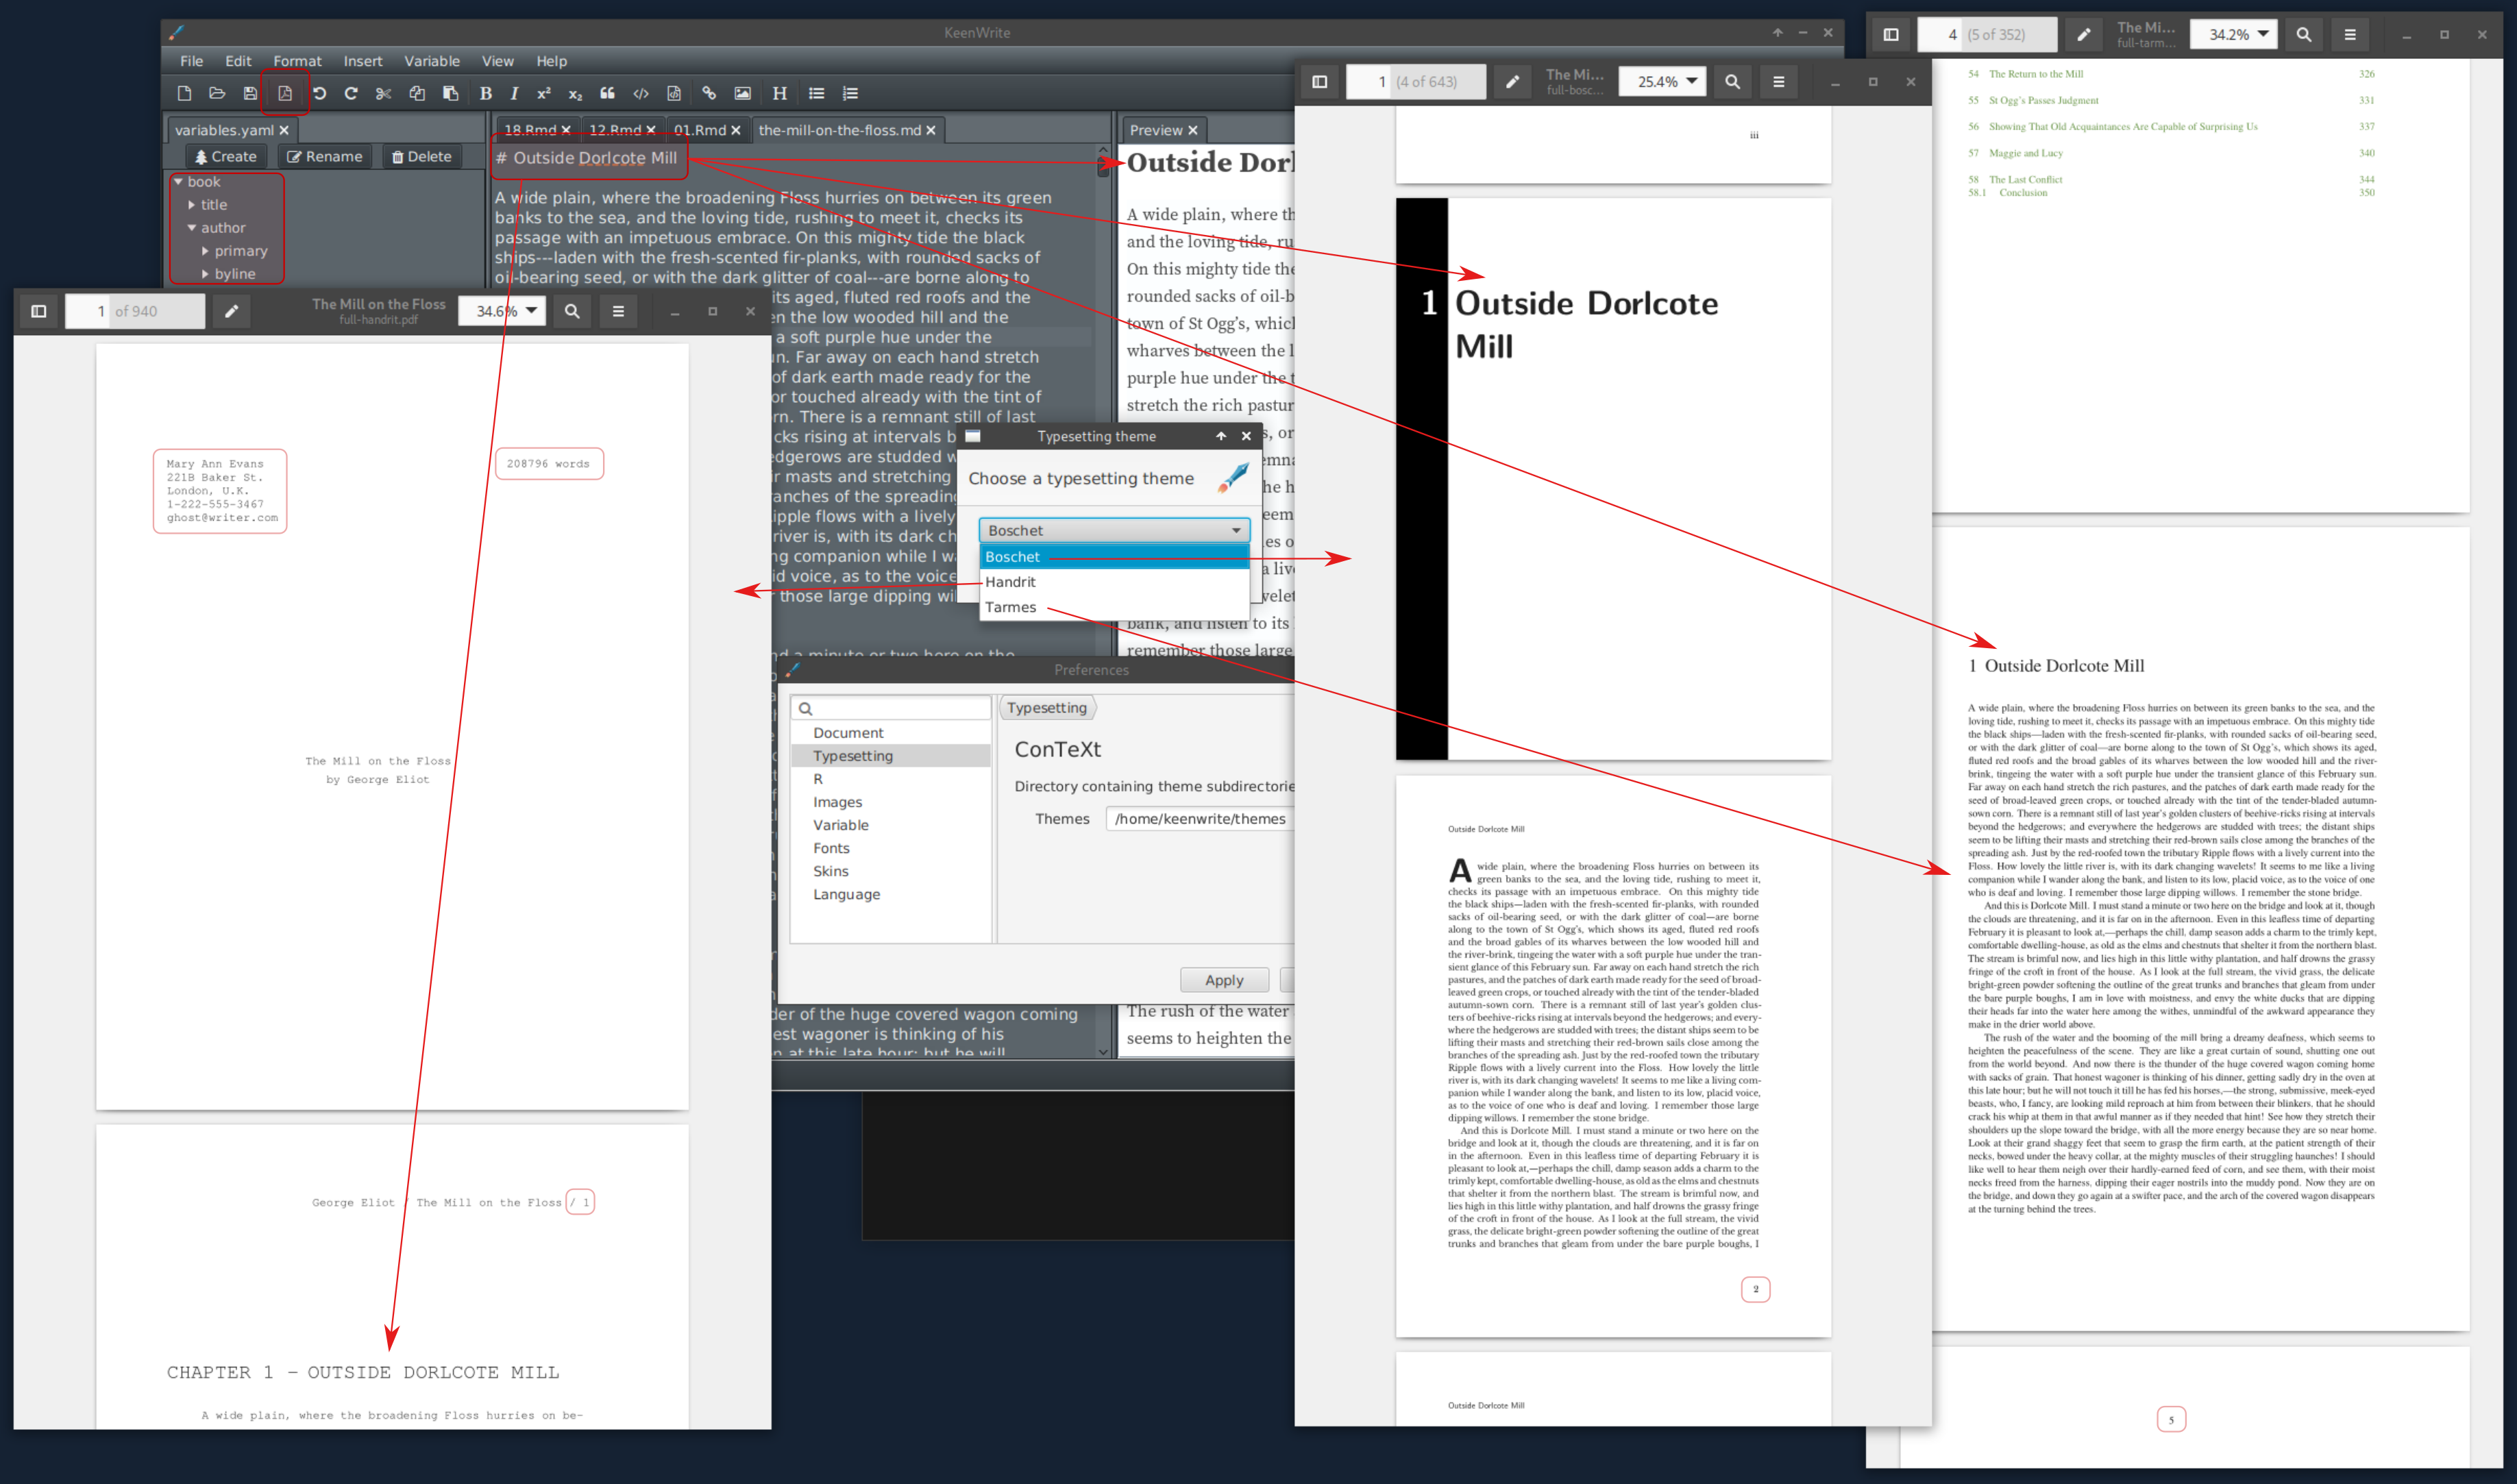 KeenWrite
File Edit Format Insert Variable View Help
B I x² x₂ H
variables.yaml
Create Rename Delete
book
title
author
primary
byline
18.Rmd 12.Rmd 01.Rmd the-mill-on-the-floss.md
# Outside Dorlcote Mill
A wide plain, where the broadening Floss hurries on between its green
banks to the sea, and the loving tide, rushing to meet it, checks its
passage with an impetuous embrace. On this mighty tide the black
ships---laden with the fresh-scented fir-planks, with rounded sacks of
oil-bearing seed, or with the dark glitter of coal---are borne along to
its aged, fluted red roofs and the
the low wooded hill and the
a soft purple hue under the
Far away on each hand stretch
of dark earth made ready for the
or touched already with the tint of
There is a remnant still of last
rising at intervals
are studded
masts and stretching
of the spreading
flows with a lively
river is, with its dark
companion while I
voice, as to the voice
those large dipping
a minute or two here on the
of the huge covered wagon coming
wagoner is thinking of his
at this late hour; but he will
Preview
Outside
A wide plain, where
and the loving tide,
On this mighty tide the
rounded sacks of
town of St Ogg’s,
wharves between the
purple hue under the
stretch the rich
bank, and listen to its
remember those large
The rush of the water
seems to heighten the
Typesetting theme
Choose a typesetting theme
Boschet
Boschet
Handrit
Tarmes
Preferences
Document
Typesetting
R
Images
Variable
Fonts
Skins
Language
Typesetting
ConTeXt
Directory containing theme
Themes /home/keenwrite/themes
Apply
1 of 940
The Mill on the Floss
full-handrit.pdf
34.6%
Mary Ann Evans
221B Baker St.
London, U.K.
1-222-555-3467
ghost@writer.com
208796 words
The Mill on the Floss
by George Eliot
George Eliot / The Mill on the Floss / 1
CHAPTER 1 – OUTSIDE DORLCOTE MILL
A wide plain, where the broadening Floss hurries on be-
1 (4 of 643)
The Mi...
full-bosc...
25.4%
iii
1 Outside Dorlcote
Mill
Outside Dorlcote Mill
A wide plain, where the broadening Floss hurries on between its
green banks to the sea, and the loving tide, rushing to meet it,
checks its passage with an impetuous embrace. On this mighty tide
the black ships—laden with the fresh-scented fir-planks, with rounded
sacks of oil-bearing seed, or with the dark glitter of coal—are borne
along to the town of St Ogg’s, which shows its aged, fluted red roofs
and the broad gables of its wharves between the low wooded hill and
the river-brink, tingeing the water with a soft purple hue under the tran-
sient glance of this February sun. Far away on each hand stretch the rich
pastures, and the patches of dark earth made ready for the seed of broad-
leaved green crops, or touched already with the tint of the tender-bladed
autumn-sown corn. There is a remnant still of last year’s golden clus-
ters of beehive-ricks rising at intervals beyond the hedgerows; and every-
where the hedgerows are studded with trees; the distant ships seem to be
lifting their masts and stretching their red-brown sails close among the
branches of the spreading ash. Just by the red-roofed town the tributary
Ripple flows with a lively current into the Floss. How lovely the little
river is, with its dark changing wavelets! It seems to me like a living com-
panion while I wander along the bank, and listen to its low, placid voice,
as to the voice of one who is deaf and loving. I remember those large
dipping willows. I remember the stone bridge.
And this is Dorlcote Mill. I must stand a minute or two here on the
bridge and look at it, though the clouds are threatening, and it is far on
in the afternoon. Even in this leafless time of departing February it is
pleasant to look at,—perhaps the chill, damp season adds a charm to the
trimly kept, comfortable dwelling-house, as old as the elms and chestnuts
that shelter it from the northern blast. The stream is brimful now, and
lies high in this little withy plantation, and half drowns the grassy fringe
of the croft in front of the house. As I look at the full stream, the vivid
grass, the delicate bright-green powder softening the outline of the great
trunks and branches that gleam from under the bare purple boughs, I
2
Outside Dorlcote Mill
4 (5 of 352)
The Mi...
full-tarm...
34.2%
54 The Return to the Mill 326
55 St Ogg’s Passes Judgment 331
56 Showing That Old Acquaintances Are Capable of Surprising Us 337
57 Maggie and Lucy 340
58 The Last Conflict 344
58.1 Conclusion 350
1 Outside Dorlcote Mill
A wide plain, where the broadening Floss hurries on between its green banks to the sea, and the
loving tide, rushing to meet it, checks its passage with an impetuous embrace. On this mighty tide
the black ships—laden with the fresh-scented fir-planks, with rounded sacks of oil-bearing seed,
or with the dark glitter of coal—are borne along to the town of St Ogg’s, which shows its aged,
fluted red roofs and the broad gables of its wharves between the low wooded hill and the river-
brink, tingeing the water with a soft purple hue under the transient glance of this February sun.
Far away on each hand stretch the rich pastures, and the patches of dark earth made ready for the
seed of broad-leaved green crops, or touched already with the tint of the tender-bladed autumn-
sown corn. There is a remnant still of last year’s golden clusters of beehive-ricks rising at intervals
beyond the hedgerows; and everywhere the hedgerows are studded with trees; the distant ships
seem to be lifting their masts and stretching their red-brown sails close among the branches of the
spreading ash. Just by the red-roofed town the tributary Ripple flows with a lively current into the
Floss. How lovely the little river is, with its dark changing wavelets! It seems to me like a living
companion while I wander along the bank, and listen to its low, placid voice, as to the voice of one
who is deaf and loving. I remember those large dipping willows. I remember the stone bridge.
And this is Dorlcote Mill. I must stand a minute or two here on the bridge and look at it, though
the clouds are threatening, and it is far on in the afternoon. Even in this leafless time of departing
February it is pleasant to look at,—perhaps the chill, damp season adds a charm to the trimly kept,
comfortable dwelling-house, as old as the elms and chestnuts that shelter it from the northern blast.
The stream is brimful now, and lies high in this little withy plantation, and half drowns the grassy
fringe of the croft in front of the house. As I look at the full stream, the vivid grass, the delicate
bright-green powder softening the outline of the great trunks and branches that gleam from under
the bare purple boughs, I am in love with moistness, and envy the white ducks that are dipping
their heads far into the water here among the withes, unmindful of the awkward appearance they
make in the drier world above.
The rush of the water and the booming of the mill bring a dreamy deafness, which seems to
heighten the peacefulness of the scene. They are like a great curtain of sound, shutting one out
from the world beyond. And now there is the thunder of the huge covered wagon coming home
with sacks of grain. That honest wagoner is thinking of his dinner, getting sadly dry in the oven at
this late hour; but he will not touch it till he has fed his horses,—the strong, submissive, meek-eyed
beasts, who, I fancy, are looking mild reproach at him from between their blinkers, that he should
crack his whip at them in that awful manner as if they needed that hint! See how they stretch their
shoulders up the slope toward the bridge, with all the more energy because they are so near home.
Look at their grand shaggy feet that seem to grasp the firm earth, at the patient strength of their
necks, bowed under the heavy collar, at the mighty muscles of their struggling haunches! I should
like well to hear them neigh over their hardly-earned feed of corn, and see them, with their moist
necks freed from the harness, dipping their eager nostrils into the muddy pond. Now they are on
the bridge, and down they go again at a swifter pace, and the arch of the covered wagon disappears
at the turning behind the trees.
5